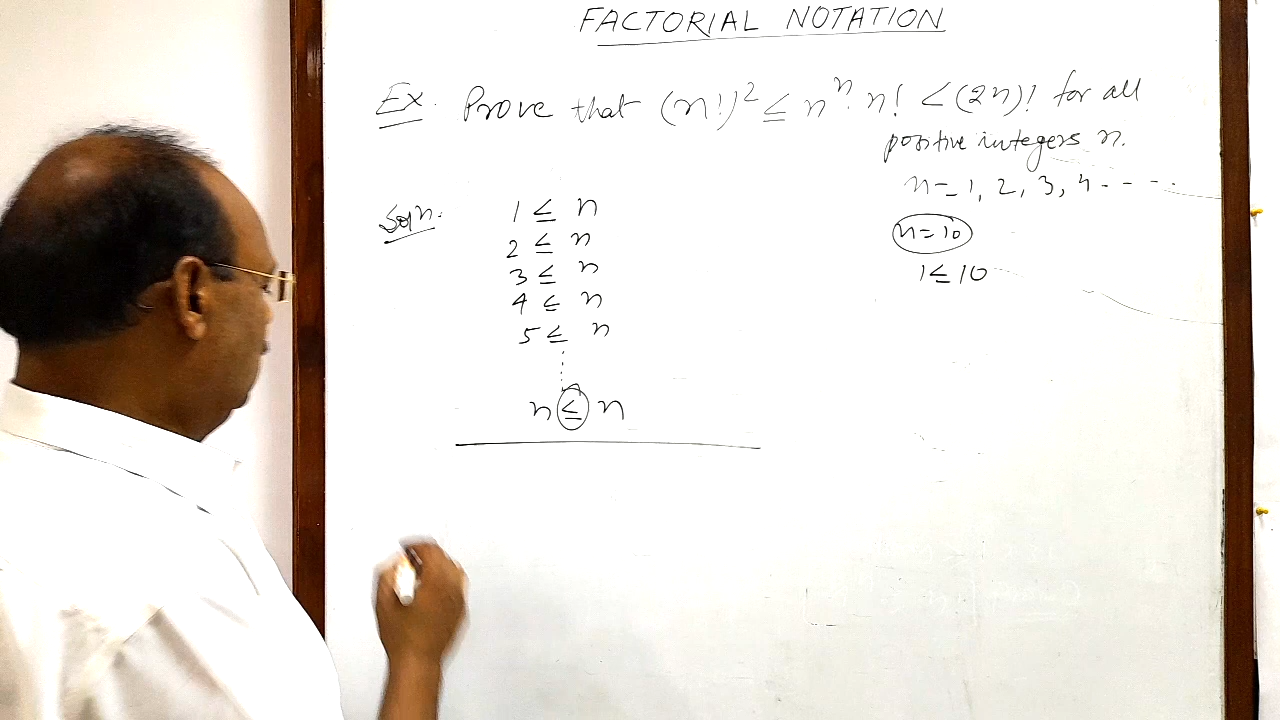 FACTORIAL NOTATION
Ex. Prove that (n!)² ≤ nⁿ. n! < (2n)! for all
positive integers n.
n = 1, 2, 3, 4 - - - .
Soln.
1 ≤ n
2 ≤ n
3 ≤ n
4 ≤ n
5 ≤ n
n ≤ n
n = 10
1 ≤ 10